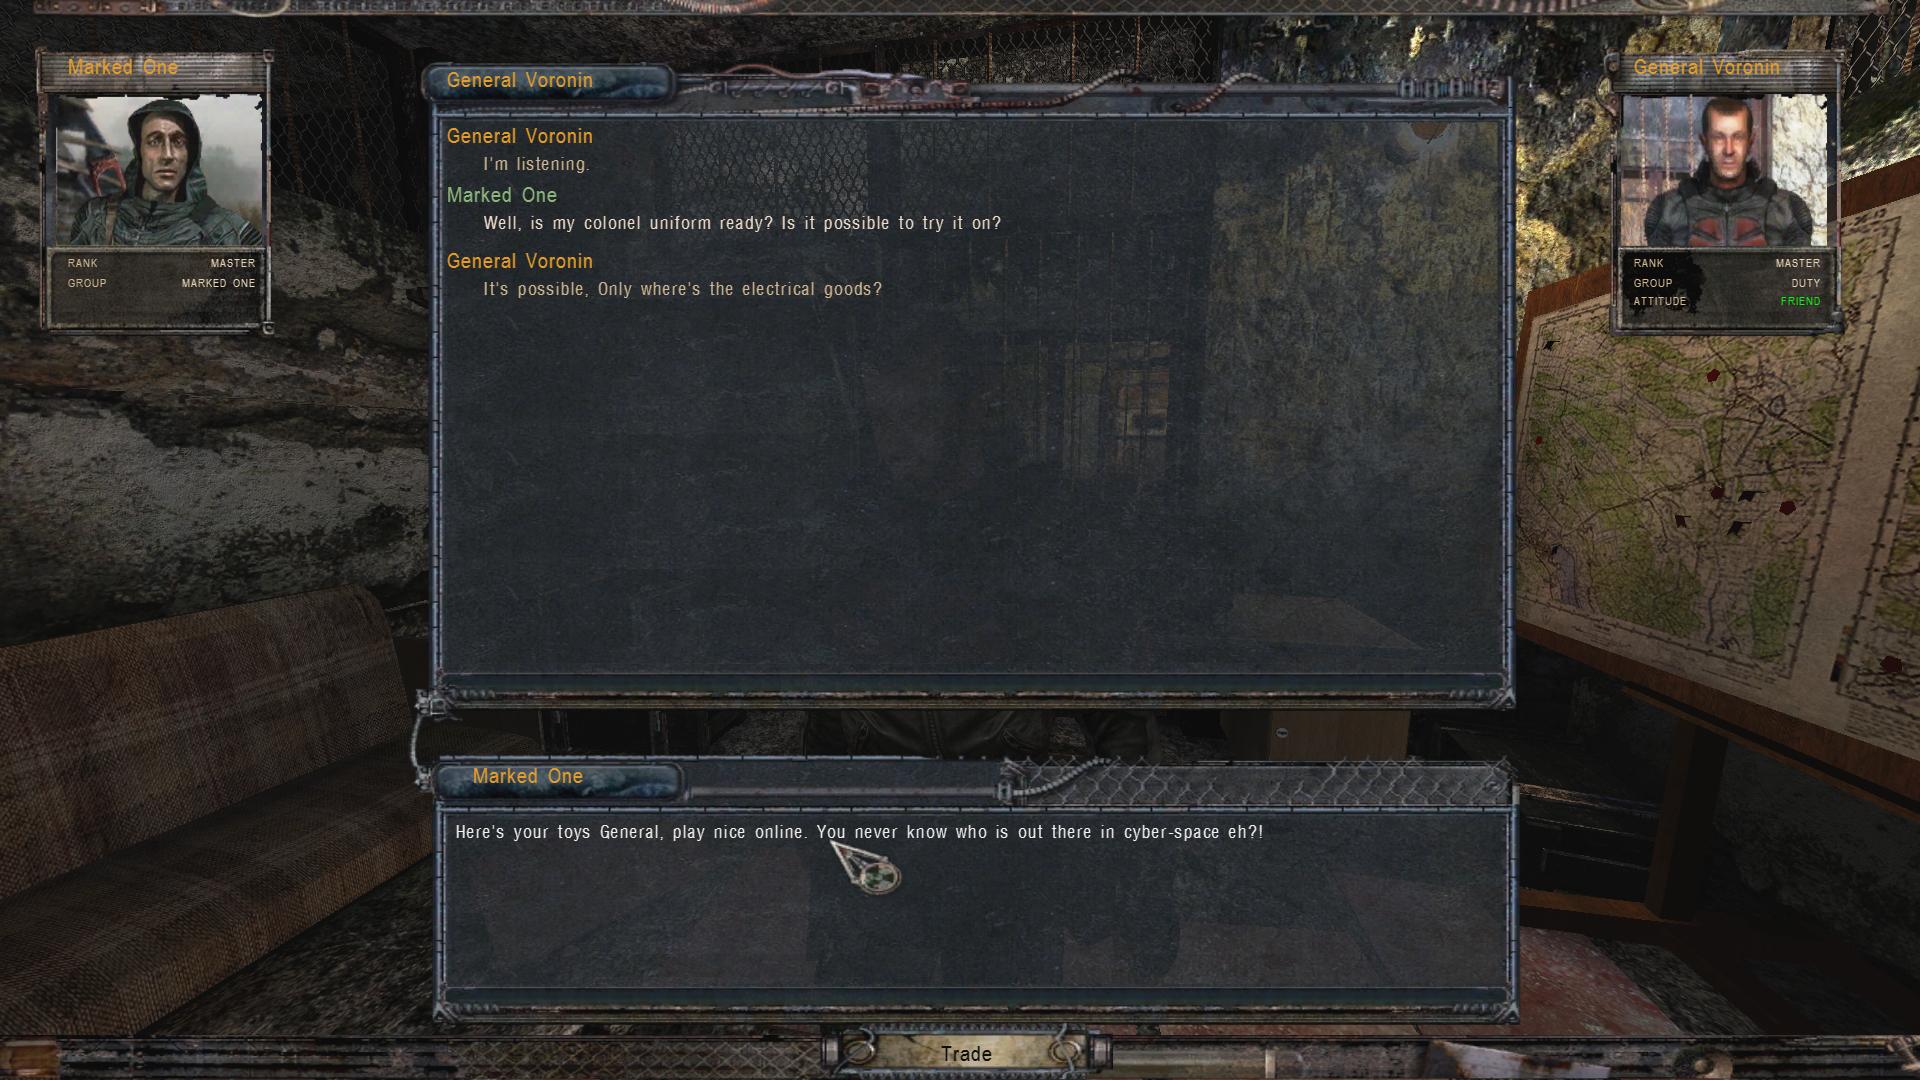 Marked One
RANK MASTER
GROUP MARKED ONE
General Voronin
General Voronin
I'm listening.
Marked One
Well, is my colonel uniform ready? Is it possible to try it on?
General Voronin
It's possible, Only where's the electrical goods?
General Voronin
RANK MASTER
GROUP DUTY
ATTITUDE FRIEND
Marked One
Here's your toys General, play nice online. You never know who is out there in cyber-space eh?!
Trade